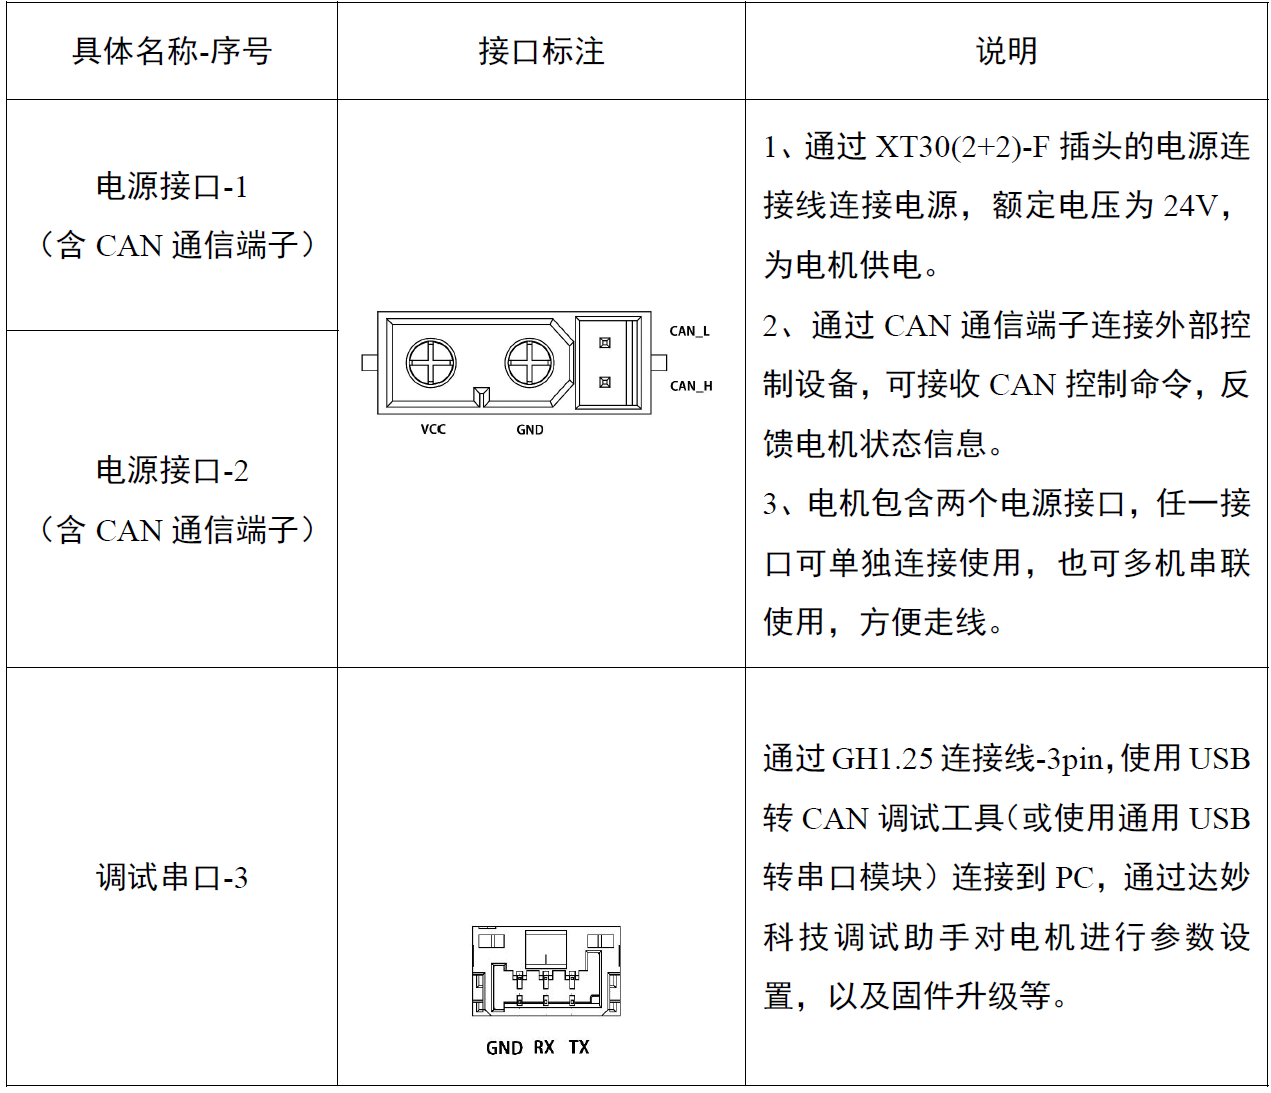 具体名称-序号
接口标注
说明
电源接口-1
（含 CAN 通信端子）
电源接口-2
（含 CAN 通信端子）
CAN_L
CAN_H
VCC
GND
1、通过 XT30(2+2)-F 插头的电源连
接线连接电源，额定电压为 24V，
为电机供电。
2、通过 CAN 通信端子连接外部控
制设备，可接收 CAN 控制命令，反
馈电机状态信息。
3、电机包含两个电源接口，任一接
口可单独连接使用，也可多机串联
使用，方便走线。
调试串口-3
GND RX TX
通过 GH1.25 连接线-3pin，使用 USB
转 CAN 调试工具（或使用通用 USB
转串口模块）连接到 PC，通过达妙
科技调试助手对电机进行参数设
置，以及固件升级等。